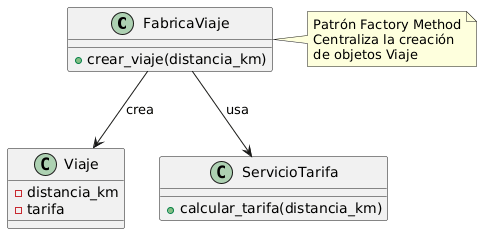 C FabricaViaje
crear_viaje(distancia_km)
Patrón Factory Method
Centraliza la creación
de objetos Viaje
crea
usa
C Viaje
distancia_km
tarifa
C ServicioTarifa
calcular_tarifa(distancia_km)